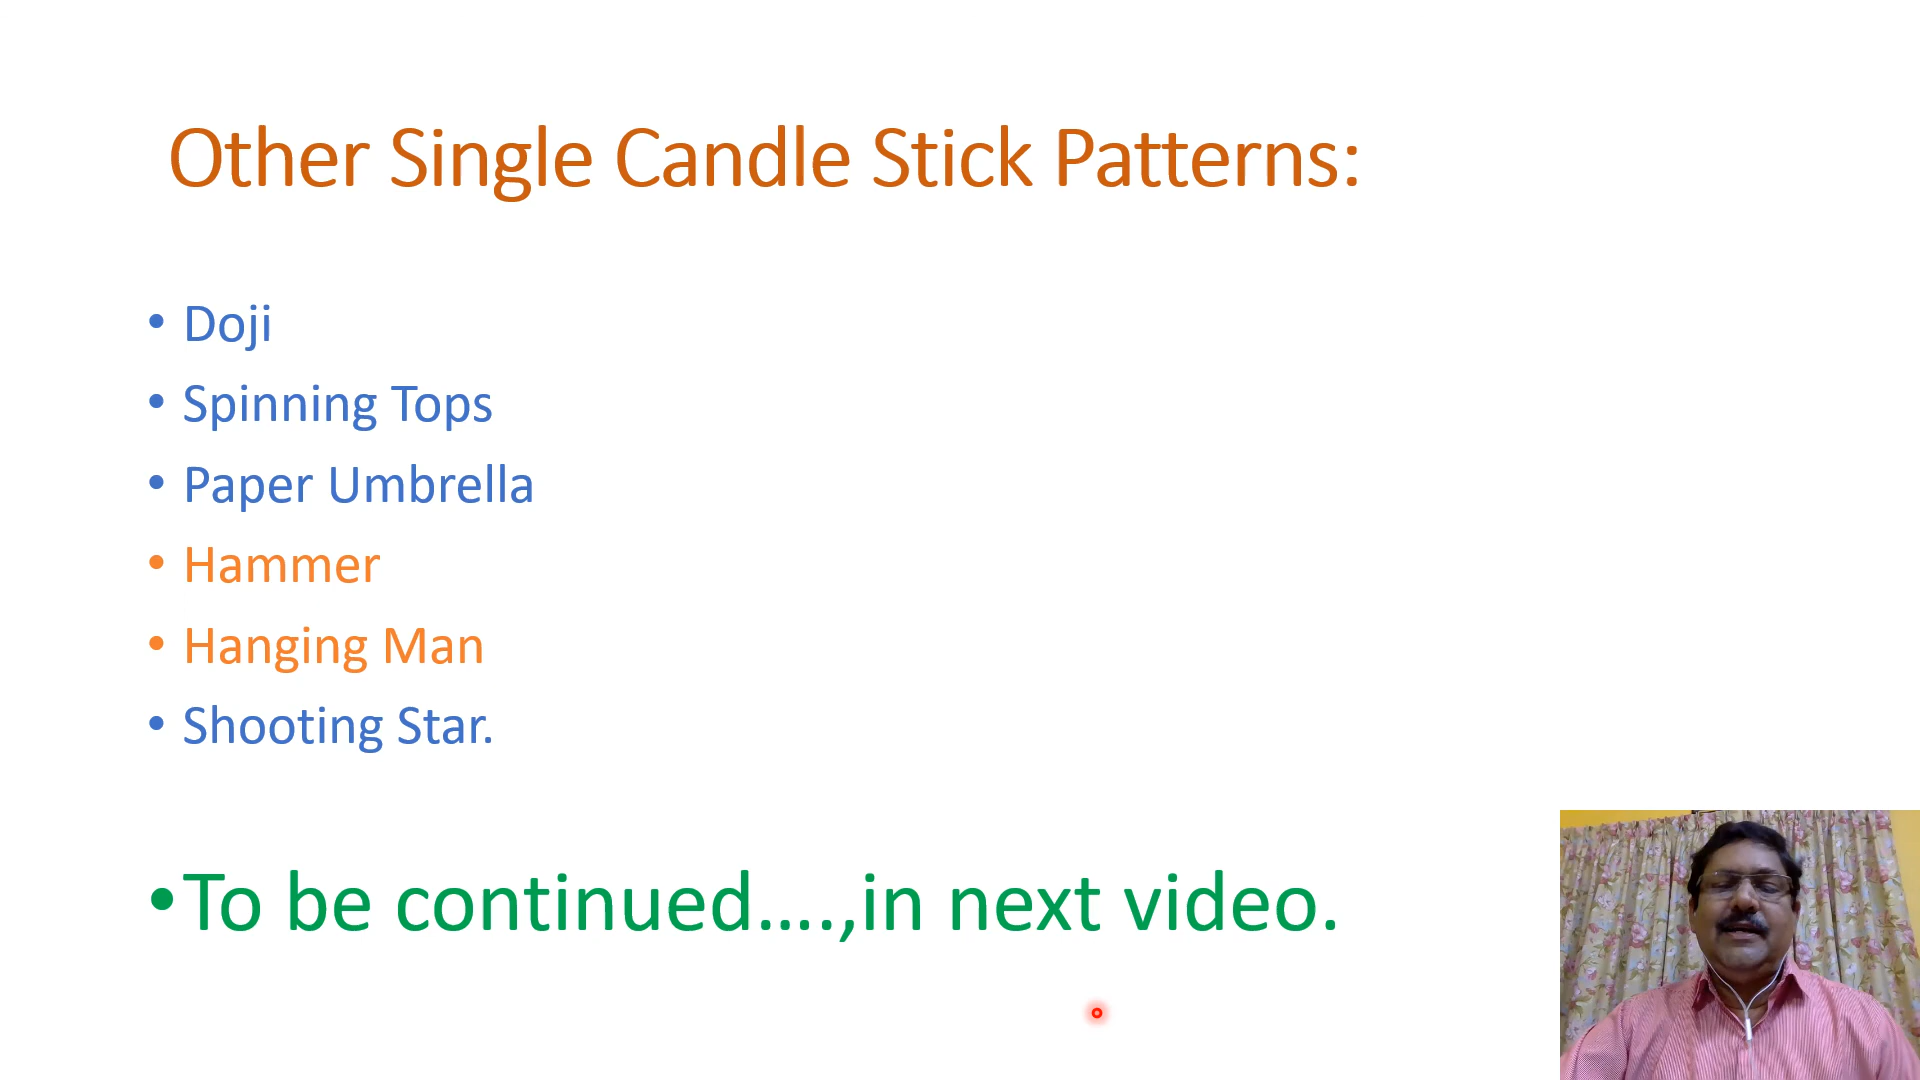 Other Single Candle Stick Patterns:
• Doji
• Spinning Tops
• Paper Umbrella
• Hammer
• Hanging Man
• Shooting Star.
•To be continued....,in next video.